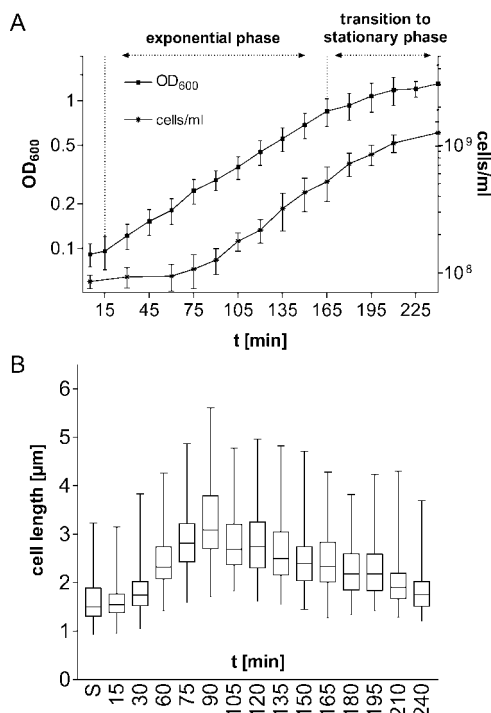 A
exponential phase
transition to
stationary phase
OD600
cells/ml
1
0.5
0.2
0.1
OD600
10^9
10^8
cells/ml
15 45 75 105 135 165 195 225
t [min]
B
6
5
4
3
2
1
0
cell length [µm]
t [min]
S 15 30 60 75 90 105 120 135 150 165 180 195 210 240